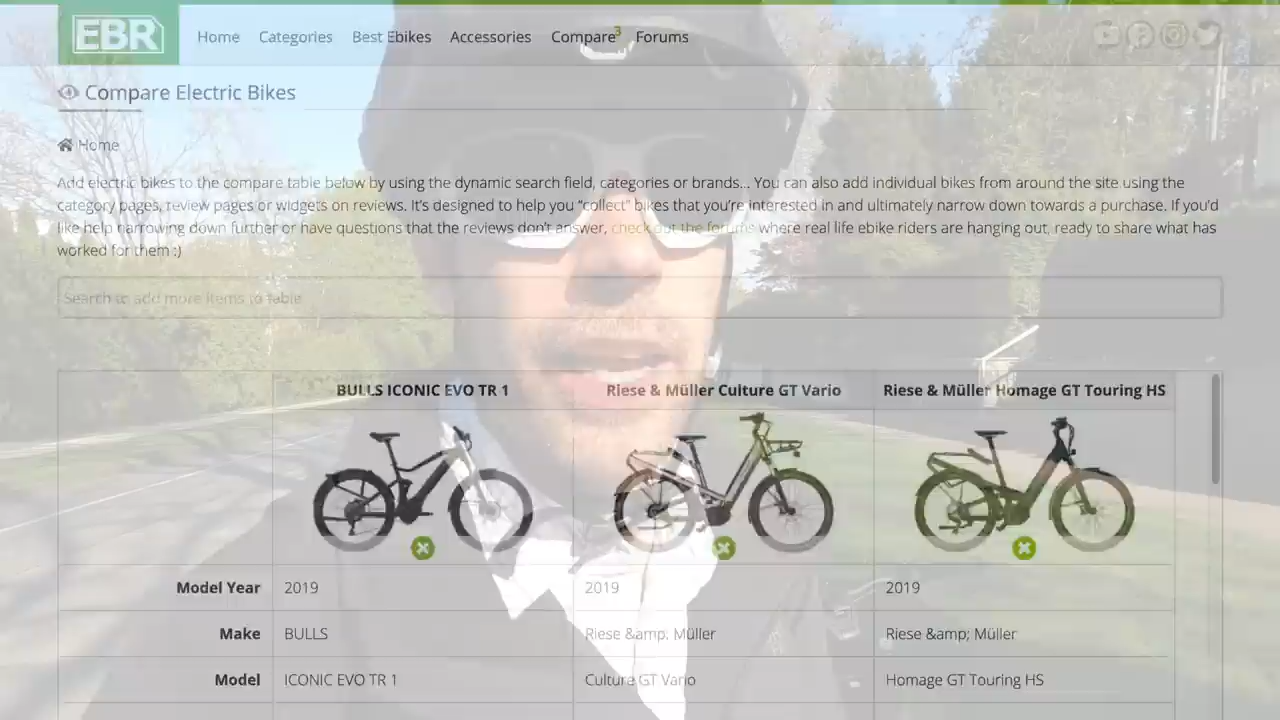 EBR
Home Categories Best Ebikes Accessories Compare 3 Forums
Compare Electric Bikes
Home
Add electric bikes to the compare table below by using the dynamic search field, categories or brands... You can also add individual bikes from around the site using the
category pages, review pages or widgets on reviews. It's designed to help you “collect” bikes that you're interested in and ultimately narrow down towards a purchase. If you'd
like help narrowing down further or have questions that the reviews don't answer, check out the forums where real life ebike riders are hanging out, ready to share what has
worked for them :)
Search to add more items to table
BULLS ICONIC EVO TR 1 Riese & Müller Culture GT Vario Riese & Müller Homage GT Touring HS
Model Year 2019 2019 2019
Make BULLS Riese &amp; Müller Riese &amp; Müller
Model ICONIC EVO TR 1 Culture GT Vario Homage GT Touring HS